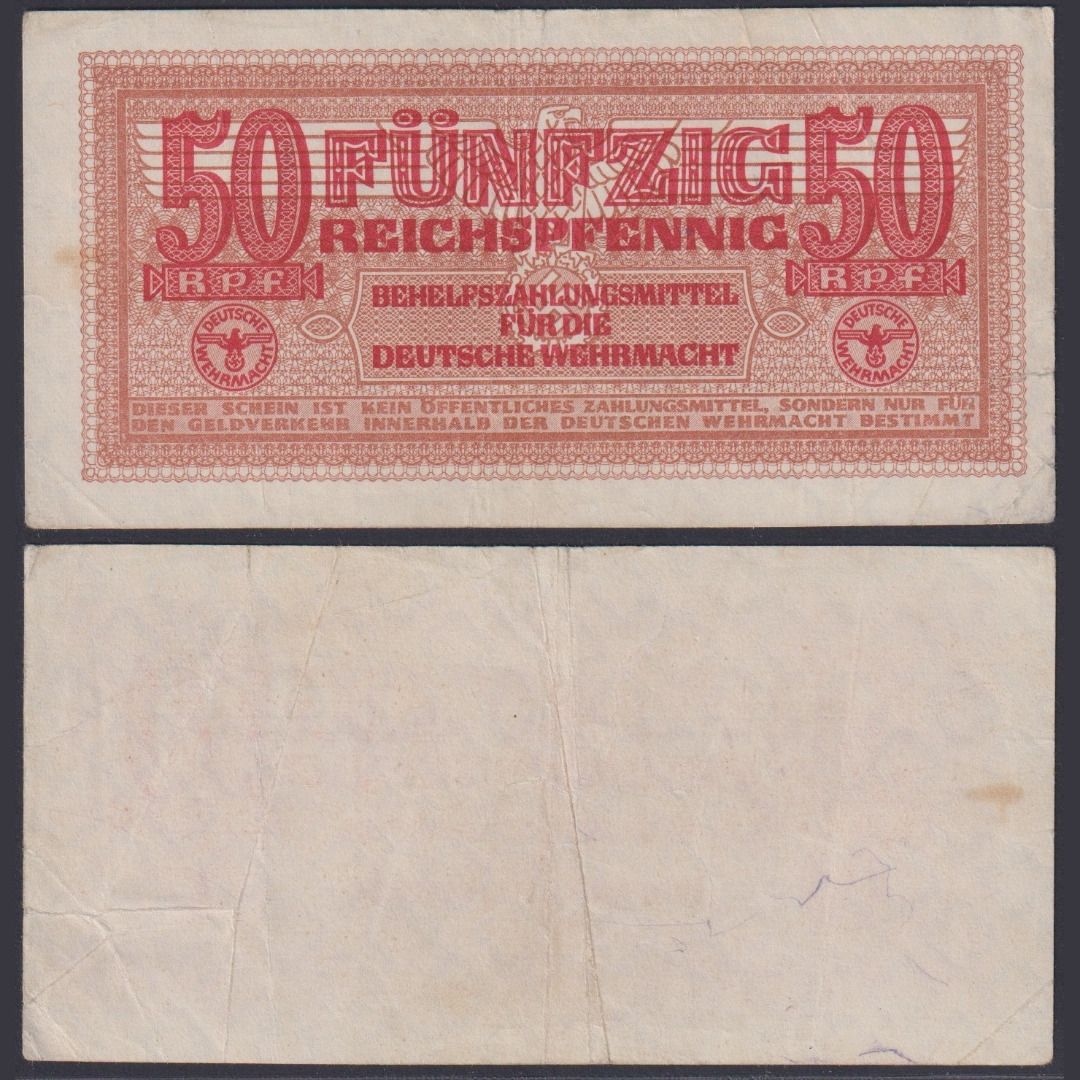 50 FÜNFZIG 50
REICHSPFENNIG
Rpf Rpf
BEHELFSZAHLUNGSMITTEL
FÜR DIE
DEUTSCHE WEHRMACHT
DEUTSCHE WEHRMACHT
DEUTSCHE WEHRMACHT
DIESER SCHEIN IST KEIN ÖFFENTLICHES ZAHLUNGSMITTEL, SONDERN NUR FÜR
DEN GELDVERKEHR INNERHALB DER DEUTSCHEN WEHRMACHT BESTIMMT